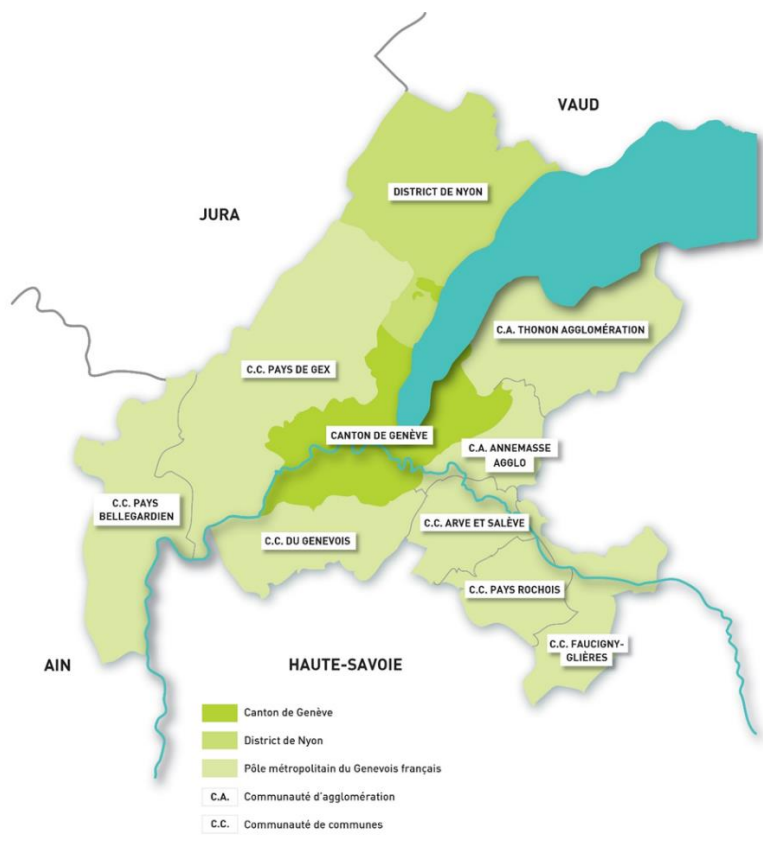 VAUD
DISTRICT DE NYON
JURA
C.A. THONON AGGLOMÉRATION
C.C. PAYS DE GEX
CANTON DE GENÈVE
C.A. ANNEMASSE
AGGLO
C.C. PAYS
BELLEGARDIEN
C.C. ARVE ET SALÈVE
C.C. DU GENEVOIS
C.C. PAYS ROCHOIS
C.C. FAUCIGNY-
GLIÈRES
AIN
HAUTE-SAVOIE
Canton de Genève
District de Nyon
Pôle métropolitain du Genevois français
C.A. Communauté d'agglomération
C.C. Communauté de communes